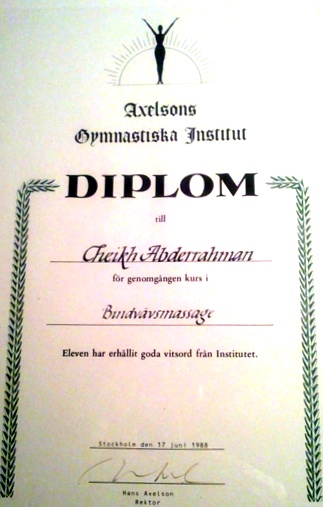 Axelsons
Gymnastiska Institut
DIPLOM
till
Cheikh Abderrahman
för genomgången kurs i
Bindvävsmassage
Eleven har erhållit goda vitsord från Institutet.
Stockholm den 17 juni 1988
Hans Axelson
Rektor